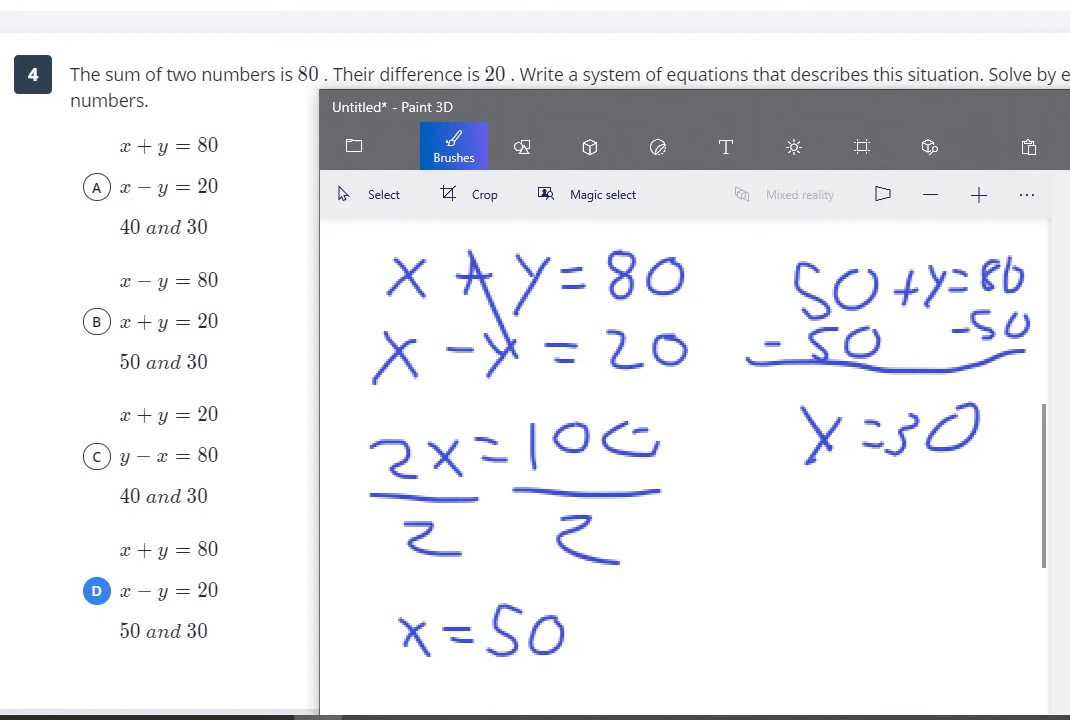 4 The sum of two numbers is 80 . Their difference is 20 . Write a system of equations that describes this situation. Solve by e
numbers.
x + y = 80
A x − y = 20
40 and 30
x − y = 80
B x + y = 20
50 and 30
x + y = 20
C y − x = 80
40 and 30
x + y = 80
D x − y = 20
50 and 30
Untitled* - Paint 3D
Brushes
Select Crop Magic select Mixed reality
x + y = 80
x - y = 20
2x = 100
2 2
x = 50
50 + y = 80
- 50 -50
y = 30